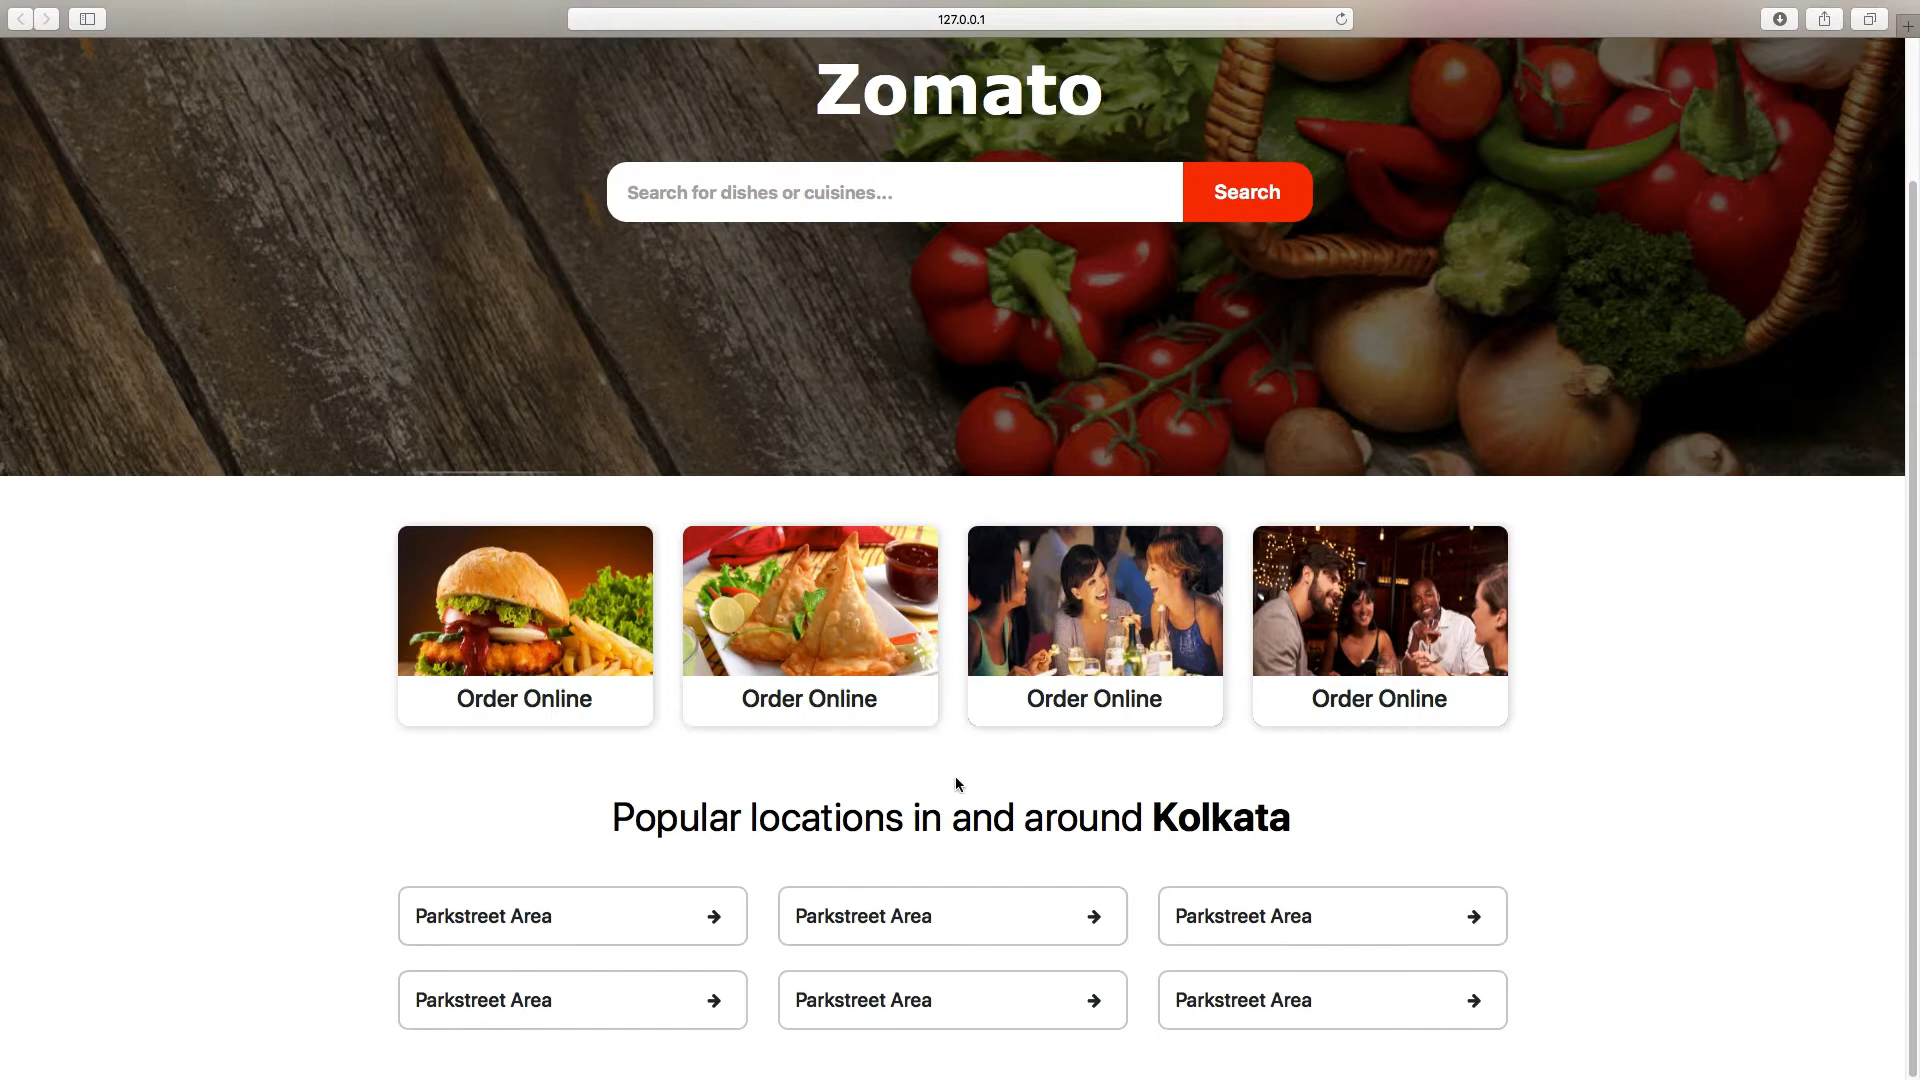 127.0.0.1
Zomato
Search for dishes or cuisines...
Search
Order Online
Order Online
Order Online
Order Online
Popular locations in and around Kolkata
Parkstreet Area
Parkstreet Area
Parkstreet Area
Parkstreet Area
Parkstreet Area
Parkstreet Area